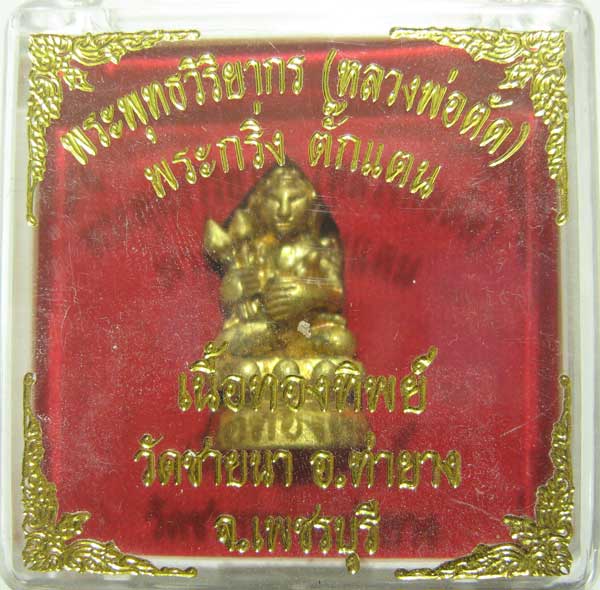 พระพุทธวิริยากร (หลวงพ่อตัด)
พระกริ่ง ตั๊กแตน
เนื้อทองทิพย์
วัดชายนา อ.ท่ายาง
จ.เพชรบุรี